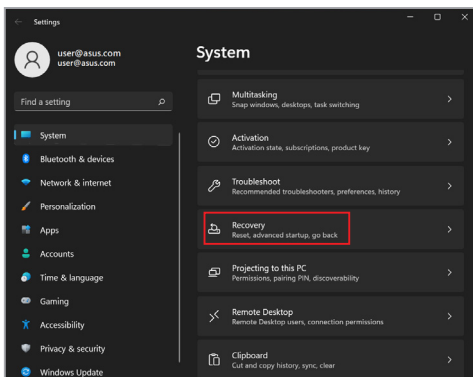 Settings
user@asus.com
user@asus.com
Find a setting
System
Bluetooth & devices
Network & internet
Personalization
Apps
Accounts
Time & language
Gaming
Accessibility
Privacy & security
Windows Update
System
Multitasking
Snap windows, desktops, task switching
Activation
Activation state, subscriptions, product key
Troubleshoot
Recommended troubleshooters, preferences, history
Recovery
Reset, advanced startup, go back
Projecting to this PC
Permissions, pairing PIN, discoverability
Remote Desktop
Remote Desktop users, connection permissions
Clipboard
Cut and copy history, sync, clear